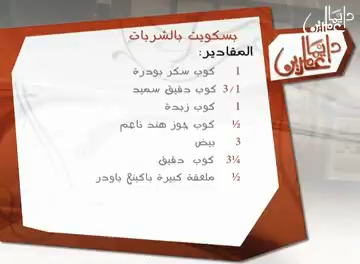 بسكويت بالشربات
المقادير:
1 كوب سكر بودرة
3/1 كوب دقيق سميد
1 كوب زبدة
½ كوب جوز هند ناعم
3 بيض
3¼ كوب دقيق
½ ملعقة كبيرة باكينغ باودر